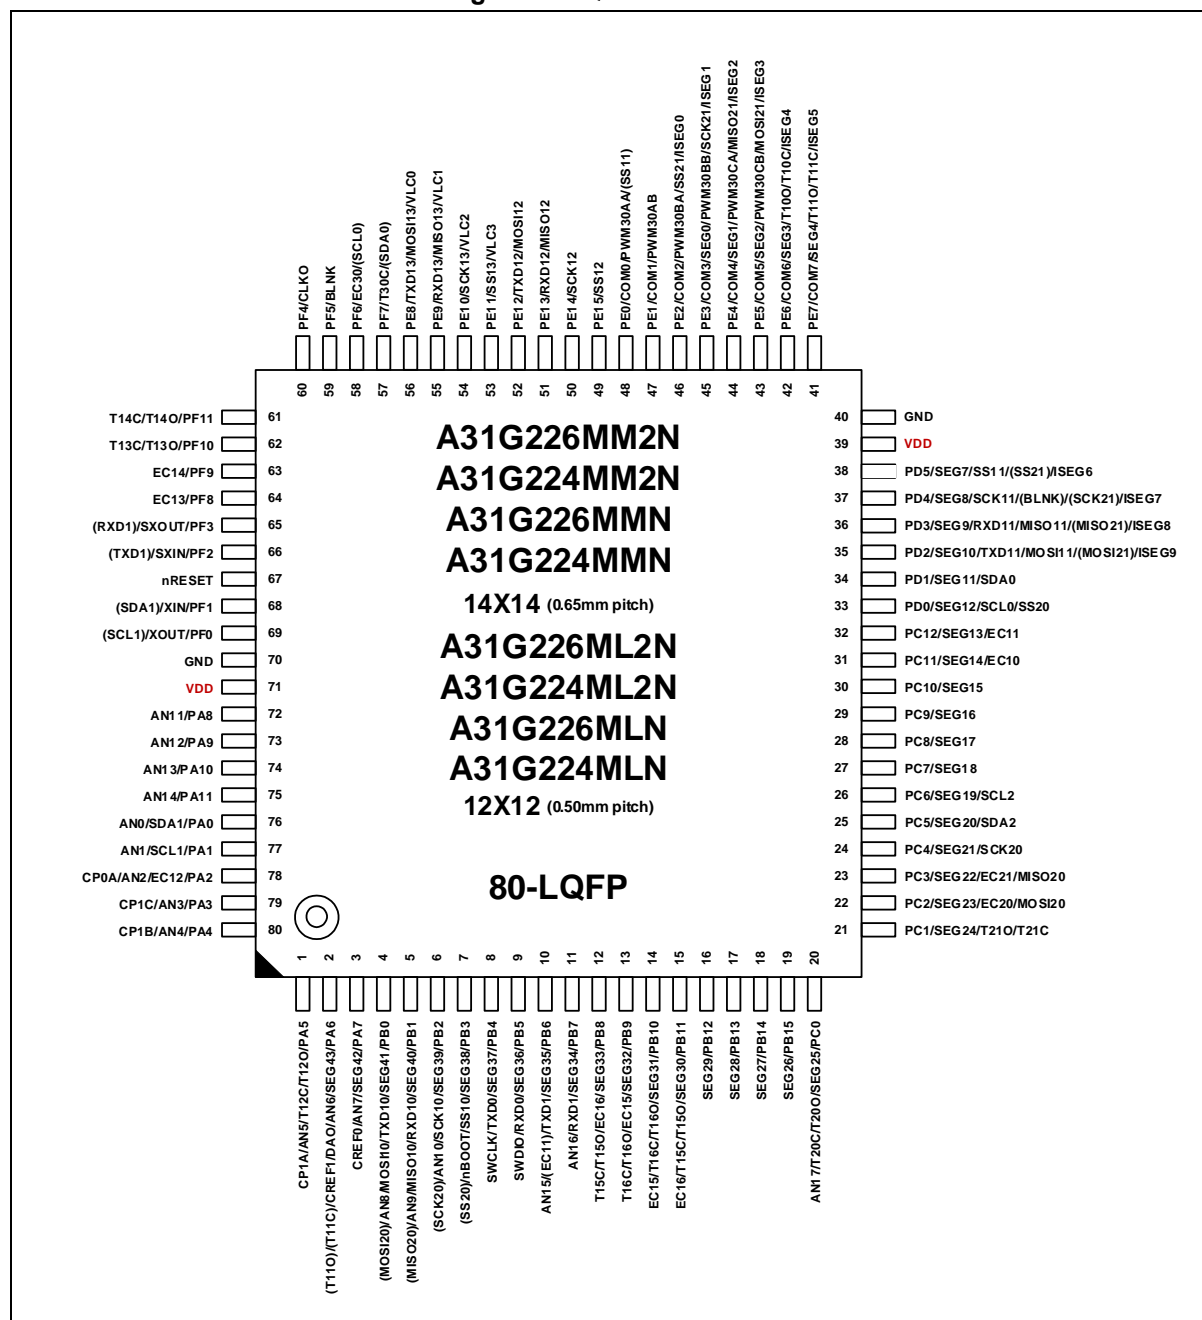 PF4/CLKO
PF5/BLNK
PF6/EC30/(SCL0)
PF7/T30C/(SDA0)
PE8/TXD13/MOSI13/VLC0
PE9/RXD13/MISO13/VLC1
PE10/SCK13/VLC2
PE11/SS13/VLC3
PE12/TXD12/MOSI12
PE13/RXD12/MISO12
PE14/SCK12
PE15/SS12
PE0/COM0/PWM30AA/(SS11)
PE1/COM1/PWM30AB
PE2/COM2/PWM30BA/SS21/ISEG0
PE3/COM3/SEG0/PWM30BB/SCK21/ISEG1
PE4/COM4/SEG1/PWM30CA/MISO21/ISEG2
PE5/COM5/SEG2/PWM30CB/MOSI21/ISEG3
PE6/COM6/SEG3/T10O/T10C/ISEG4
PE7/COM7/SEG4/T11O/T11C/ISEG5
60 59 58 57 56 55 54 53 52 51 50 49 48 47 46 45 44 43 42 41
T14C/T14O/PF11 61
T13C/T13O/PF10 62
EC14/PF9 63
EC13/PF8 64
(RXD1)/SXOUT/PF3 65
(TXD1)/SXIN/PF2 66
nRESET 67
(SDA1)/XIN/PF1 68
(SCL1)/XOUT/PF0 69
GND 70
VDD 71
AN11/PA8 72
AN12/PA9 73
AN13/PA10 74
AN14/PA11 75
AN0/SDA1/PA0 76
AN1/SCL1/PA1 77
CP0A/AN2/EC12/PA2 78
CP1C/AN3/PA3 79
CP1B/AN4/PA4 80
A31G226MM2N
A31G224MM2N
A31G226MMN
A31G224MMN
14X14 (0.65mm pitch)
A31G226ML2N
A31G224ML2N
A31G226MLN
A31G224MLN
12X12 (0.50mm pitch)
80-LQFP
40 GND
39 VDD
38 PD5/SEG7/SS11/(SS21)/ISEG6
37 PD4/SEG8/SCK11/(BLNK)/(SCK21)/ISEG7
36 PD3/SEG9/RXD11/MISO11/(MISO21)/ISEG8
35 PD2/SEG10/TXD11/MOSI11/(MOSI21)/ISEG9
34 PD1/SEG11/SDA0
33 PD0/SEG12/SCL0/SS20
32 PC12/SEG13/EC11
31 PC11/SEG14/EC10
30 PC10/SEG15
29 PC9/SEG16
28 PC8/SEG17
27 PC7/SEG18
26 PC6/SEG19/SCL2
25 PC5/SEG20/SDA2
24 PC4/SEG21/SCK20
23 PC3/SEG22/EC21/MISO20
22 PC2/SEG23/EC20/MOSI20
21 PC1/SEG24/T21O/T21C
1 2 3 4 5 6 7 8 9 10 11 12 13 14 15 16 17 18 19 20
CP1A/AN5/T12C/T12O/PA5
(T11O)/(T11C)/CREF1/DAO/AN6/SEG43/PA6
CREF0/AN7/SEG42/PA7
(MOSI20)/AN8/MOSI10/TXD10/SEG41/PB0
(MISO20)/AN9/MISO10/RXD10/SEG40/PB1
(SCK20)/AN10/SCK10/SEG39/PB2
(SS20)/nBOOT/SS10/SEG38/PB3
SWCLK/TXD0/SEG37/PB4
SWDIO/RXD0/SEG36/PB5
AN15/(EC11)/TXD1/SEG35/PB6
AN16/RXD1/SEG34/PB7
T15C/T15O/EC16/SEG33/PB8
T16C/T16O/EC15/SEG32/PB9
EC15/T16C/T16O/SEG31/PB10
EC16/T15C/T15O/SEG30/PB11
SEG29/PB12
SEG28/PB13
SEG27/PB14
SEG26/PB15
AN17/T20C/T20O/SEG25/PC0